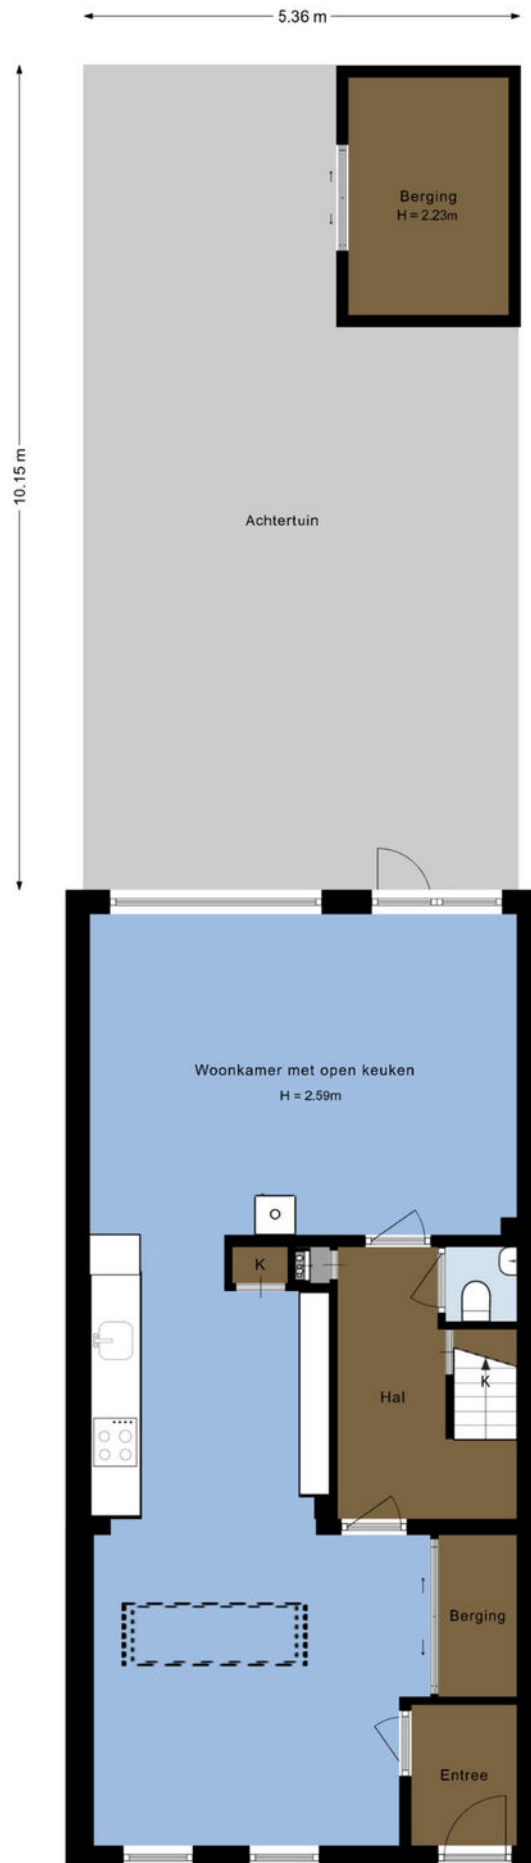 5.36 m
Berging
H = 2.23m
10.15 m
Achtertuin
Woonkamer met open keuken
H = 2.59m
K
K
Hal
Berging
Entree